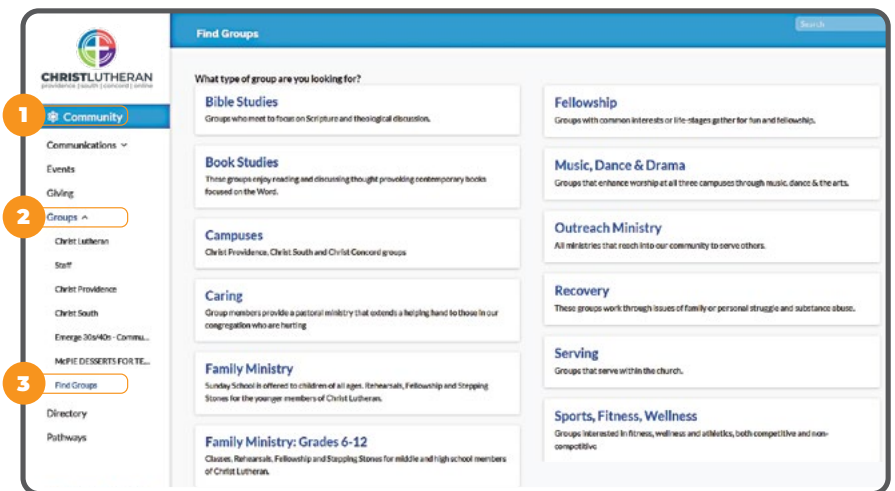 CHRISTLUTHERAN
providence | south | concord | online
1
Community
Communications
Events
Giving
2
Groups
Christ Lutheran
Staff
Christ Providence
Christ South
Emerge 30s/40s - Commu...
McPIE DESSERTS FOR TE...
3
Find Groups
Directory
Pathways
Find Groups
Search
What type of group are you looking for?
Bible Studies
Groups who meet to focus on Scripture and theological discussion.
Book Studies
These groups enjoy reading and discussing thought provoking contemporary books
focused on the Word.
Campuses
Christ Providence, Christ South and Christ Concord groups
Caring
Group members provide a pastoral ministry that extends a helping hand to those in our
congregation who are hurting
Family Ministry
Sunday School is offered to children of all ages. Rehearsals, Fellowship and Stepping
Stones for the younger members of Christ Lutheran.
Family Ministry: Grades 6-12
Classes, Rehearsals, Fellowship and Stepping Stones for middle and high school members
of Christ Lutheran.
Fellowship
Groups with common interests or life-stages gather for fun and fellowship.
Music, Dance & Drama
Groups that enhance worship at all three campuses through music, dance & the arts.
Outreach Ministry
All ministries that reach into our community to serve others.
Recovery
These groups work through issues of family or personal struggle and substance abuse.
Serving
Groups that serve within the church.
Sports, Fitness, Wellness
Groups interested in fitness, wellness and athletics, both competitive and non-
competitive